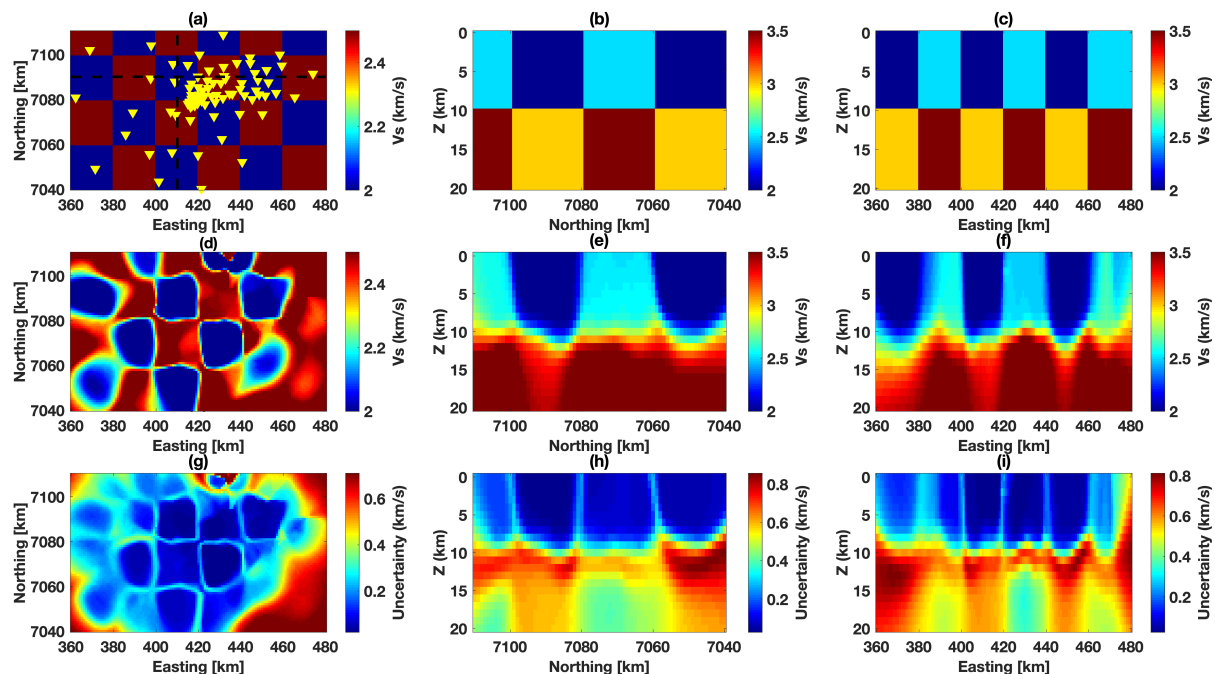 (a)
(b)
(c)
7100
7080
7060
7040
Northing [km]
360 380 400 420 440 460 480
Easting [km]
2.4
2.2
2
Vs (km/s)
0
5
10
15
20
Z (km)
7100 7080 7060 7040
Northing [km]
3.5
3
2.5
2
Vs (km/s)
0
5
10
15
20
Z (km)
360 380 400 420 440 460 480
Easting [km]
3.5
3
2.5
2
Vs (km/s)
(d)
(e)
(f)
7100
7080
7060
7040
Northing [km]
360 380 400 420 440 460 480
Easting [km]
2.4
2.2
2
Vs (km/s)
0
5
10
15
20
Z (km)
7100 7080 7060 7040
Northing [km]
3.5
3
2.5
2
Vs (km/s)
0
5
10
15
20
Z (km)
360 380 400 420 440 460 480
Easting [km]
3.5
3
2.5
2
Vs (km/s)
(g)
(h)
(i)
7100
7080
7060
7040
Northing [km]
360 380 400 420 440 460 480
Easting [km]
0.6
0.4
0.2
Uncertainty (km/s)
0
5
10
15
20
Z (km)
7100 7080 7060 7040
Northing [km]
0.8
0.6
0.4
0.2
Uncertainty (km/s)
0
5
10
15
20
Z (km)
360 380 400 420 440 460 480
Easting [km]
0.8
0.6
0.4
0.2
Uncertainty (km/s)